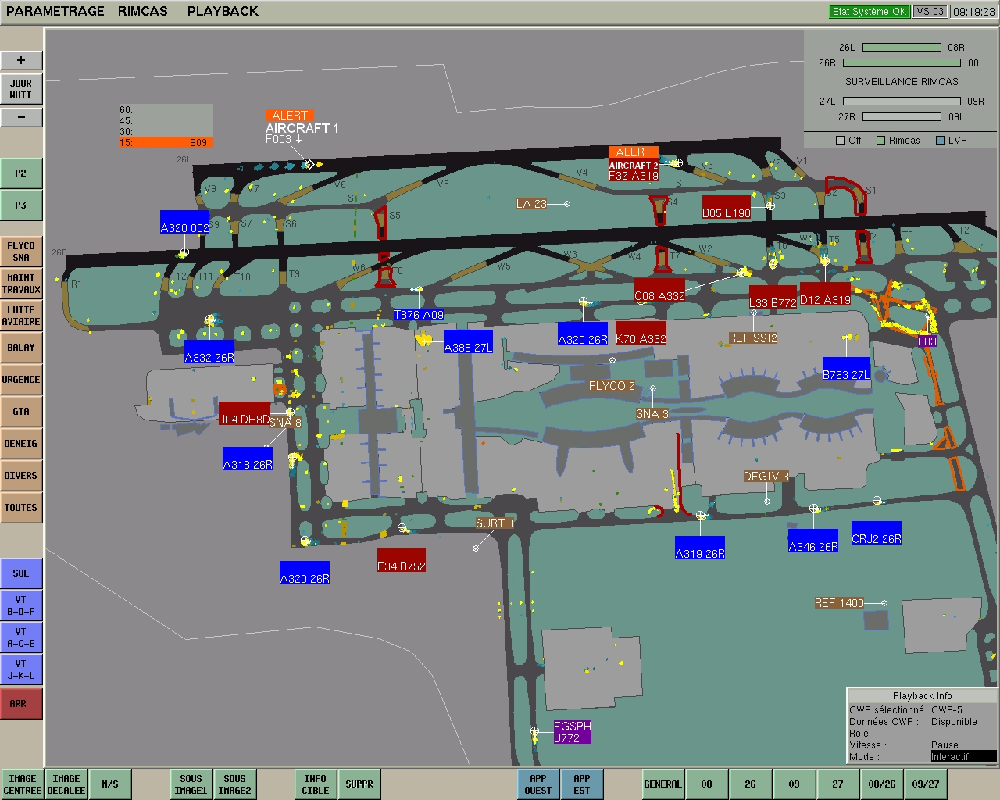 PARAMETRAGE RIMCAS PLAYBACK
Etat Système OK VS 03 09:19:23
+
JOUR
NUIT
−
P2
P3
FLYCO
SNA
MAINT
TRAVAUX
LUTTE
AVIAIRE
BALAY
URGENCE
GTA
DENEIG
DIVERS
TOUTES
SOL
VT
B-D-F
VT
A-C-E
VT
J-K-L
ARR
26L 08R
26R 08L
SURVEILLANCE RIMCAS
27L 09R
27R 09L
Off Rimcas LVP
60:
45:
30:
15: B09
ALERT
AIRCRAFT 1
F003 ↓
26L
ALERT
AIRCRAFT 2
F32 A319
V9
V7
V6
V5
V4
V3
V2
V1
S
S1
S2
S3
S4
S5
S6
S7
S9
LA 23
B05 E190
A320 002
26R
R1
T12
T11
T10
T9
T8
W6
W5
W3
W4
T7
W2
W1
T6
T5
T4
T3
T2
C08 A332
L33 B772
D12 A319
T876 A09
A332 26R
A388 27L
A320 26R
K70 A332
REF SSI2
603
B763 27L
FLYCO 2
SNA 3
J04 DH8D
SNA 8
A318 26R
DEGIV 3
SURT 3
A320 26R
E34 B752
A319 26R
A346 26R
CRJ2 26R
REF 1400
FGSPH
B772
Playback Info
CWP sélectionné : CWP-5
Données CWP : Disponible
Role:
Vitesse : Pause
Mode : Interactif
IMAGE
CENTREE
IMAGE
DECALEE
N/S
SOUS
IMAGE1
SOUS
IMAGE2
INFO
CIBLE
SUPPR
APP
OUEST
APP
EST
GENERAL
08
26
09
27
08/26
09/27